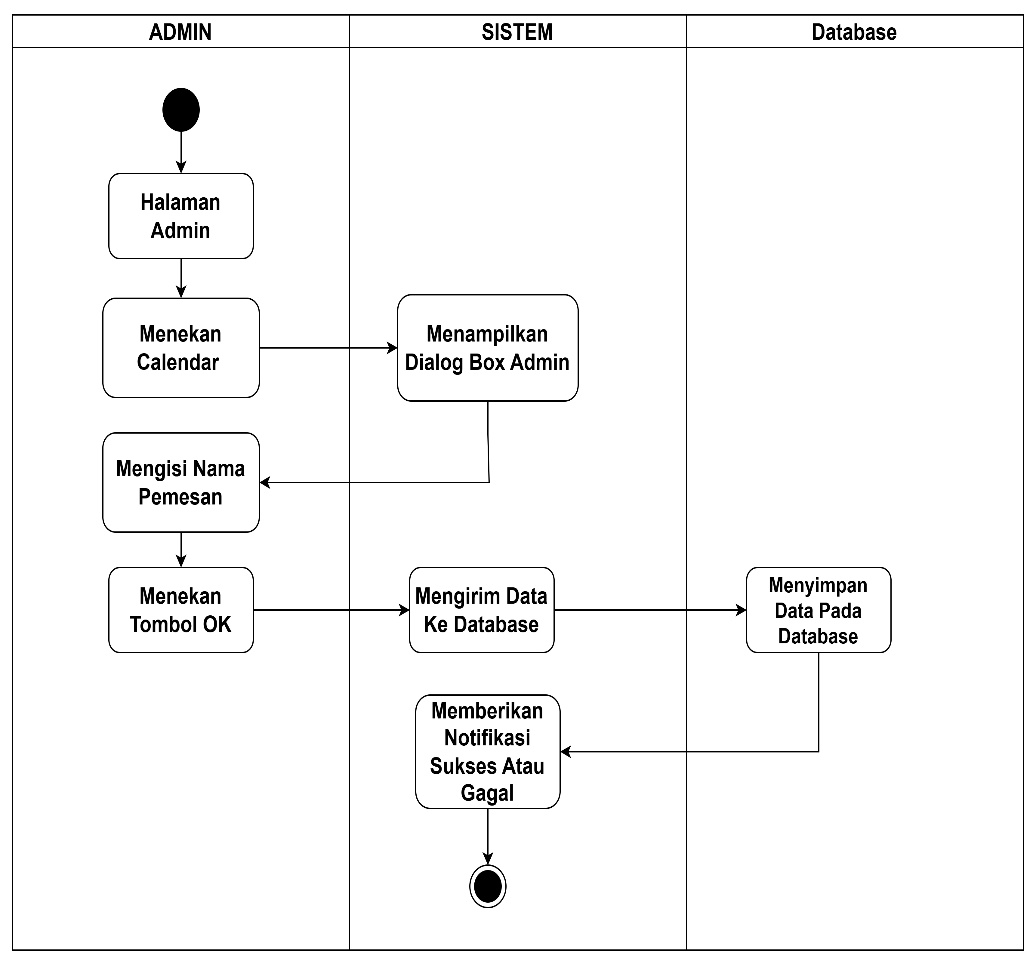 ADMIN
SISTEM
Database
Halaman
Admin
Menekan
Calendar
Menampilkan
Dialog Box Admin
Mengisi Nama
Pemesan
Menekan
Tombol OK
Mengirim Data
Ke Database
Menyimpan
Data Pada
Database
Memberikan
Notifikasi
Sukses Atau
Gagal